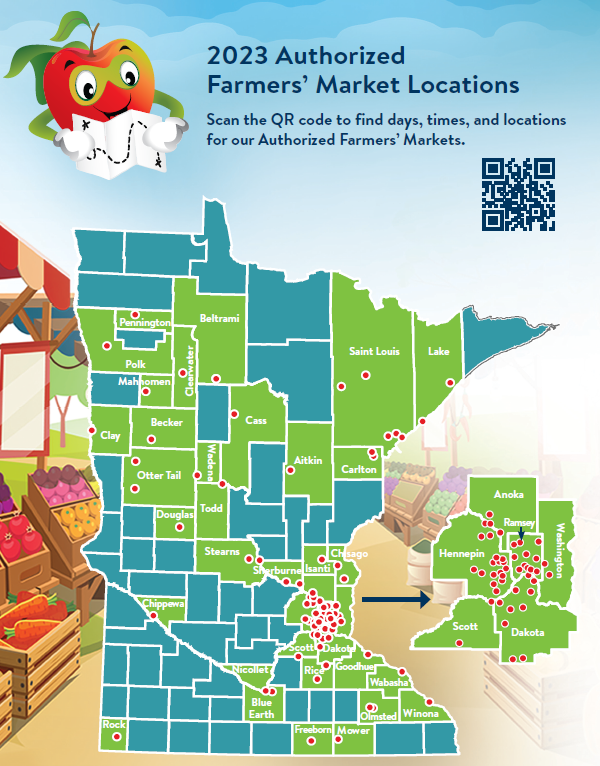 2023 Authorized
Farmers' Market Locations
Scan the QR code to find days, times, and locations
for our Authorized Farmers' Markets.
Pennington
Beltrami
Polk
Clearwater
Saint Louis
Lake
Mahnomen
Clay
Becker
Cass
Otter Tail
Wadena
Aitkin
Carlton
Douglas
Todd
Stearns
Sherburne
Isanti
Chisago
Chippewa
Scott
Dakota
Nicollet
Rice
Goodhue
Wabasha
Blue
Earth
Olmsted
Winona
Rock
Freeborn
Mower
Anoka
Ramsey
Hennepin
Washington
Scott
Dakota